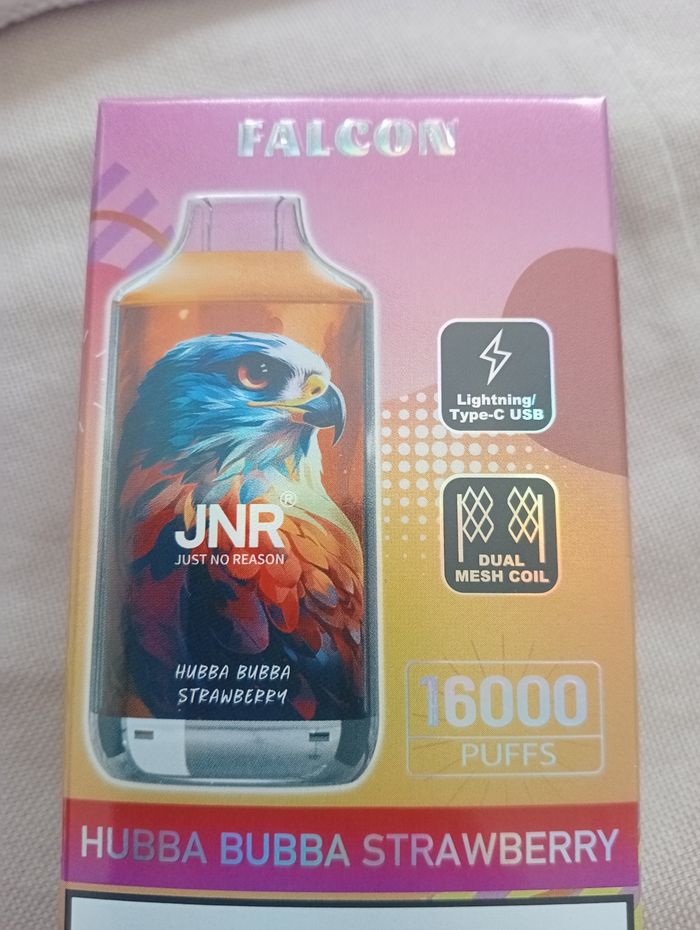 FALCON
Lightning/
Type-C USB
JNR®
JUST NO REASON
DUAL
MESH COIL
HUBBA BUBBA
STRAWBERRY
16000
PUFFS
HUBBA BUBBA STRAWBERRY